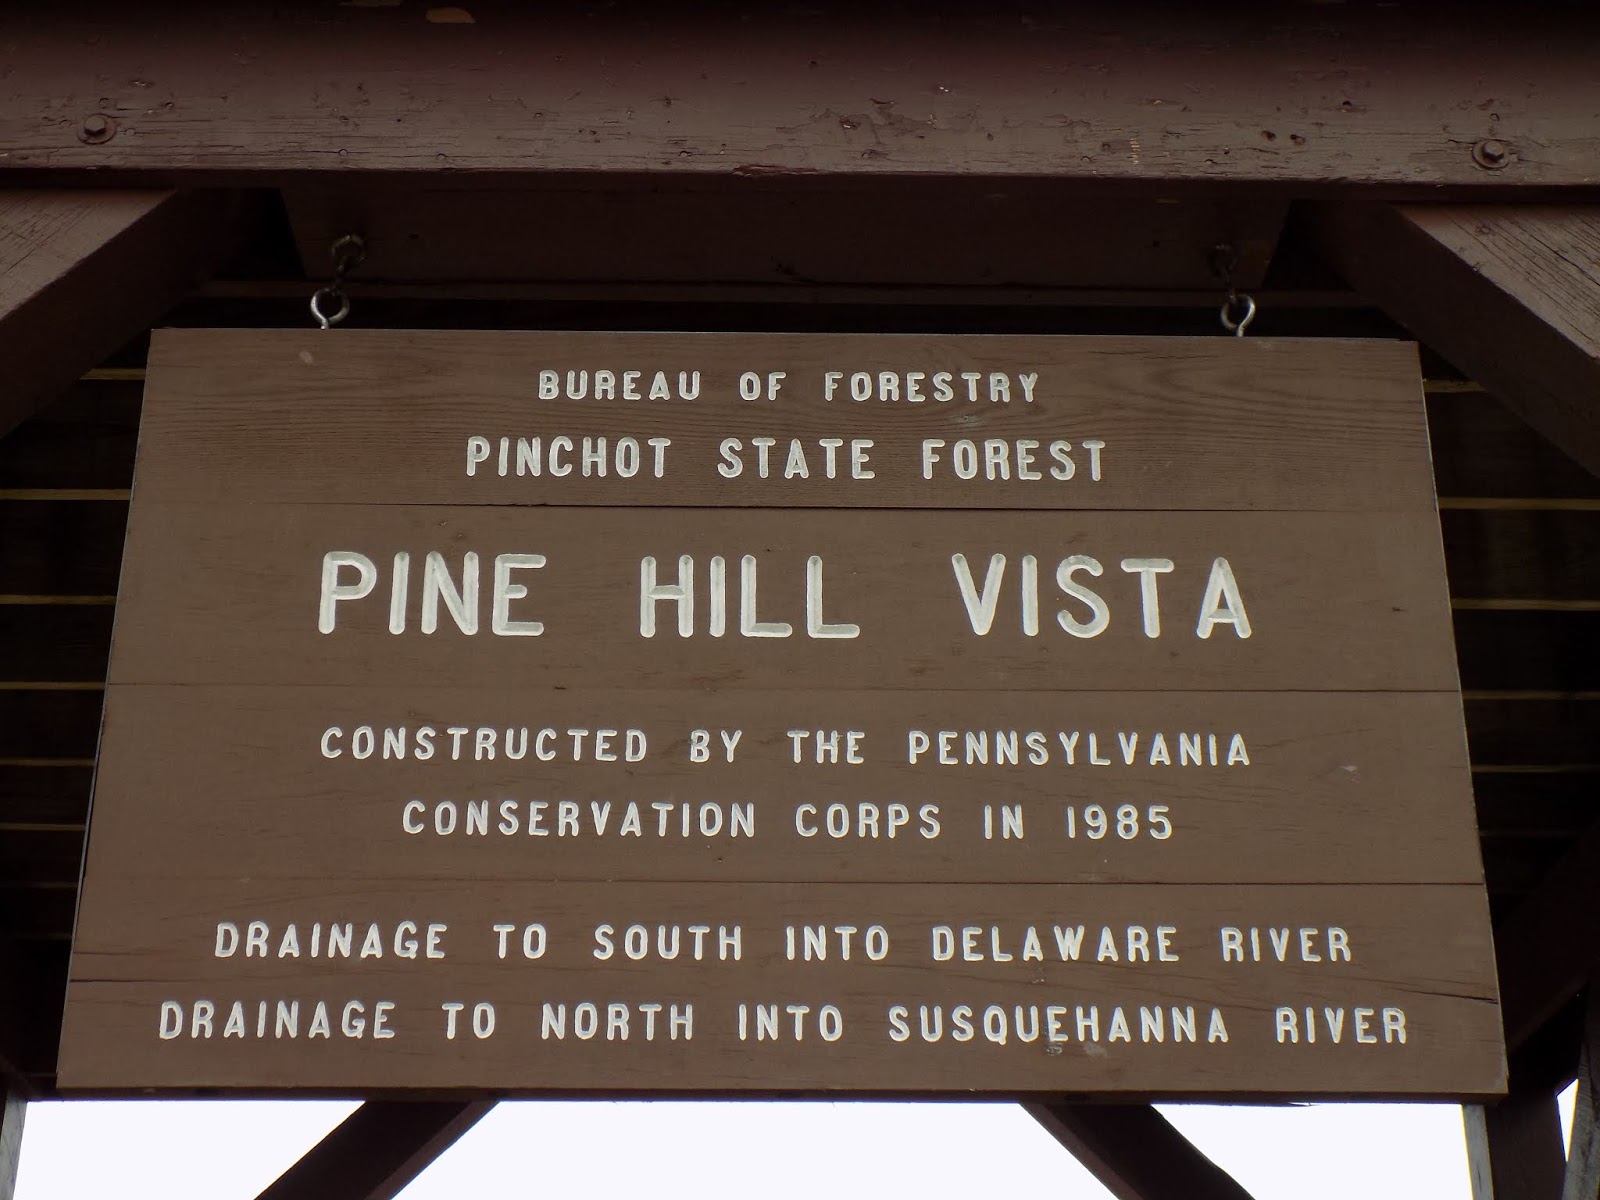 BUREAU OF FORESTRY
PINCHOT STATE FOREST
PINE HILL VISTA
CONSTRUCTED BY THE PENNSYLVANIA
CONSERVATION CORPS IN 1985
DRAINAGE TO SOUTH INTO DELAWARE RIVER
DRAINAGE TO NORTH INTO SUSQUEHANNA RIVER